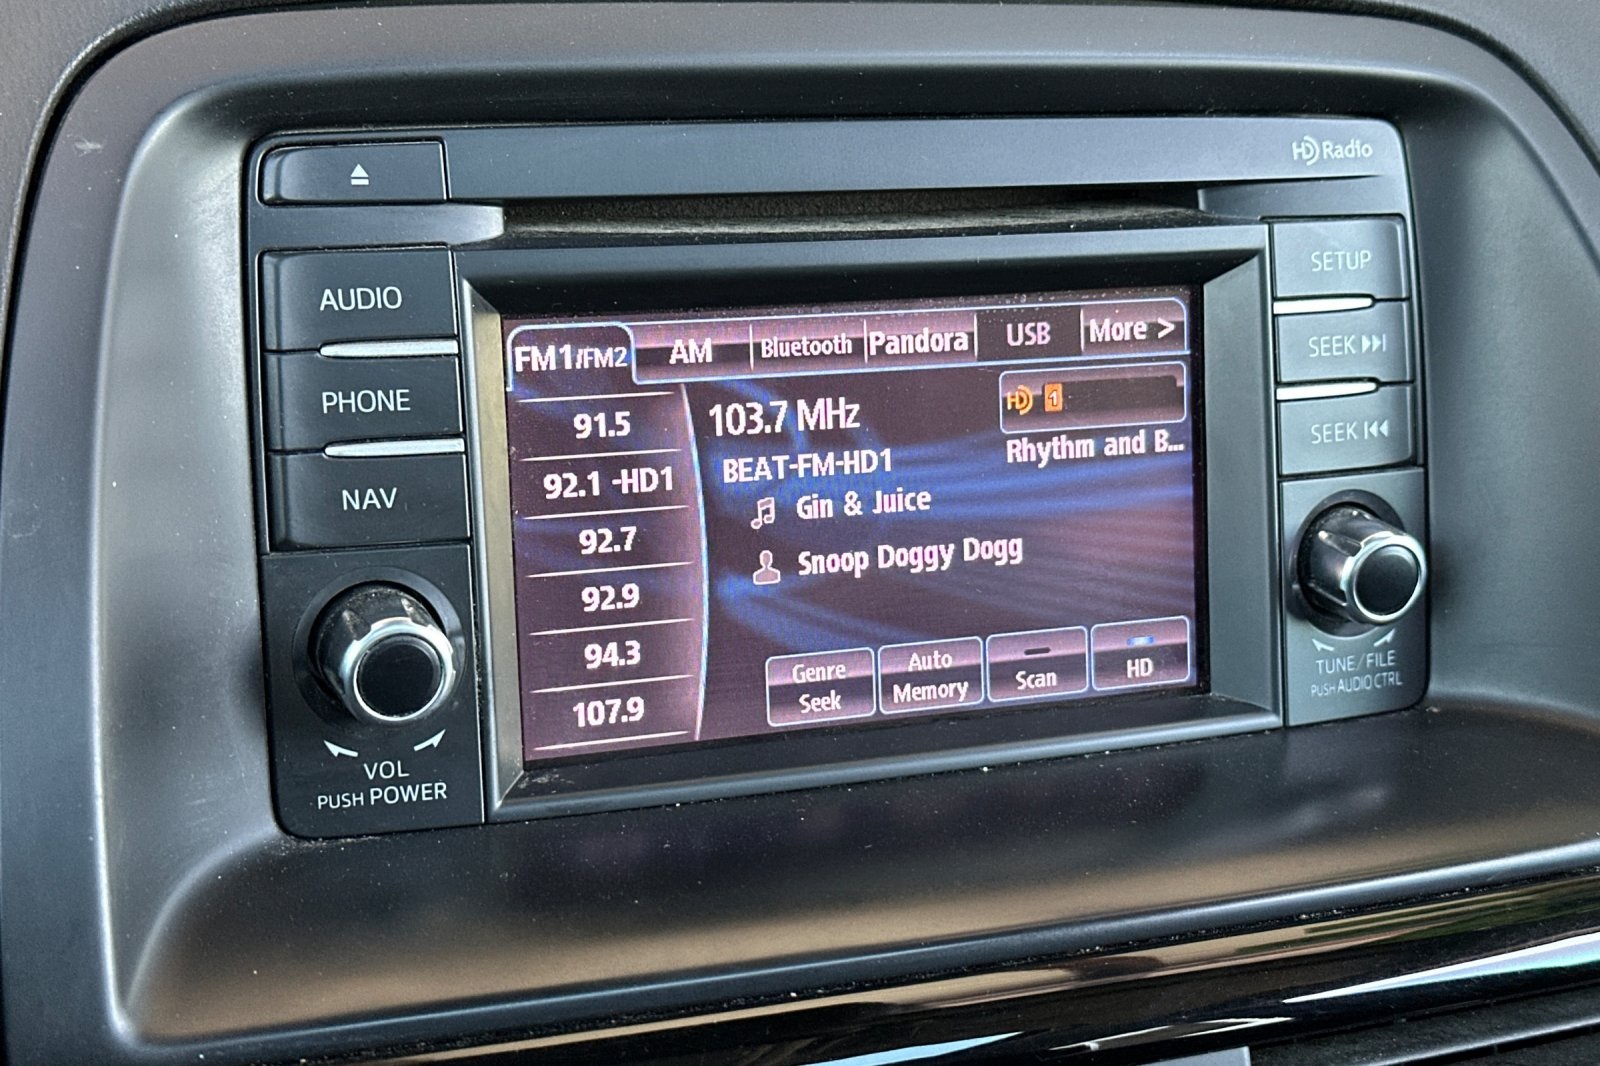 HD Radio
AUDIO
PHONE
NAV
VOL
PUSH POWER
FM1/FM2
AM
Bluetooth
Pandora
USB
More >
91.5
92.1 -HD1
92.7
92.9
94.3
107.9
103.7 MHz
HD 1
Rhythm and B...
BEAT-FM-HD1
Gin & Juice
Snoop Doggy Dogg
Genre
Seek
Auto
Memory
Scan
HD
SETUP
SEEK
SEEK
TUNE/FILE
PUSH AUDIO CTRL